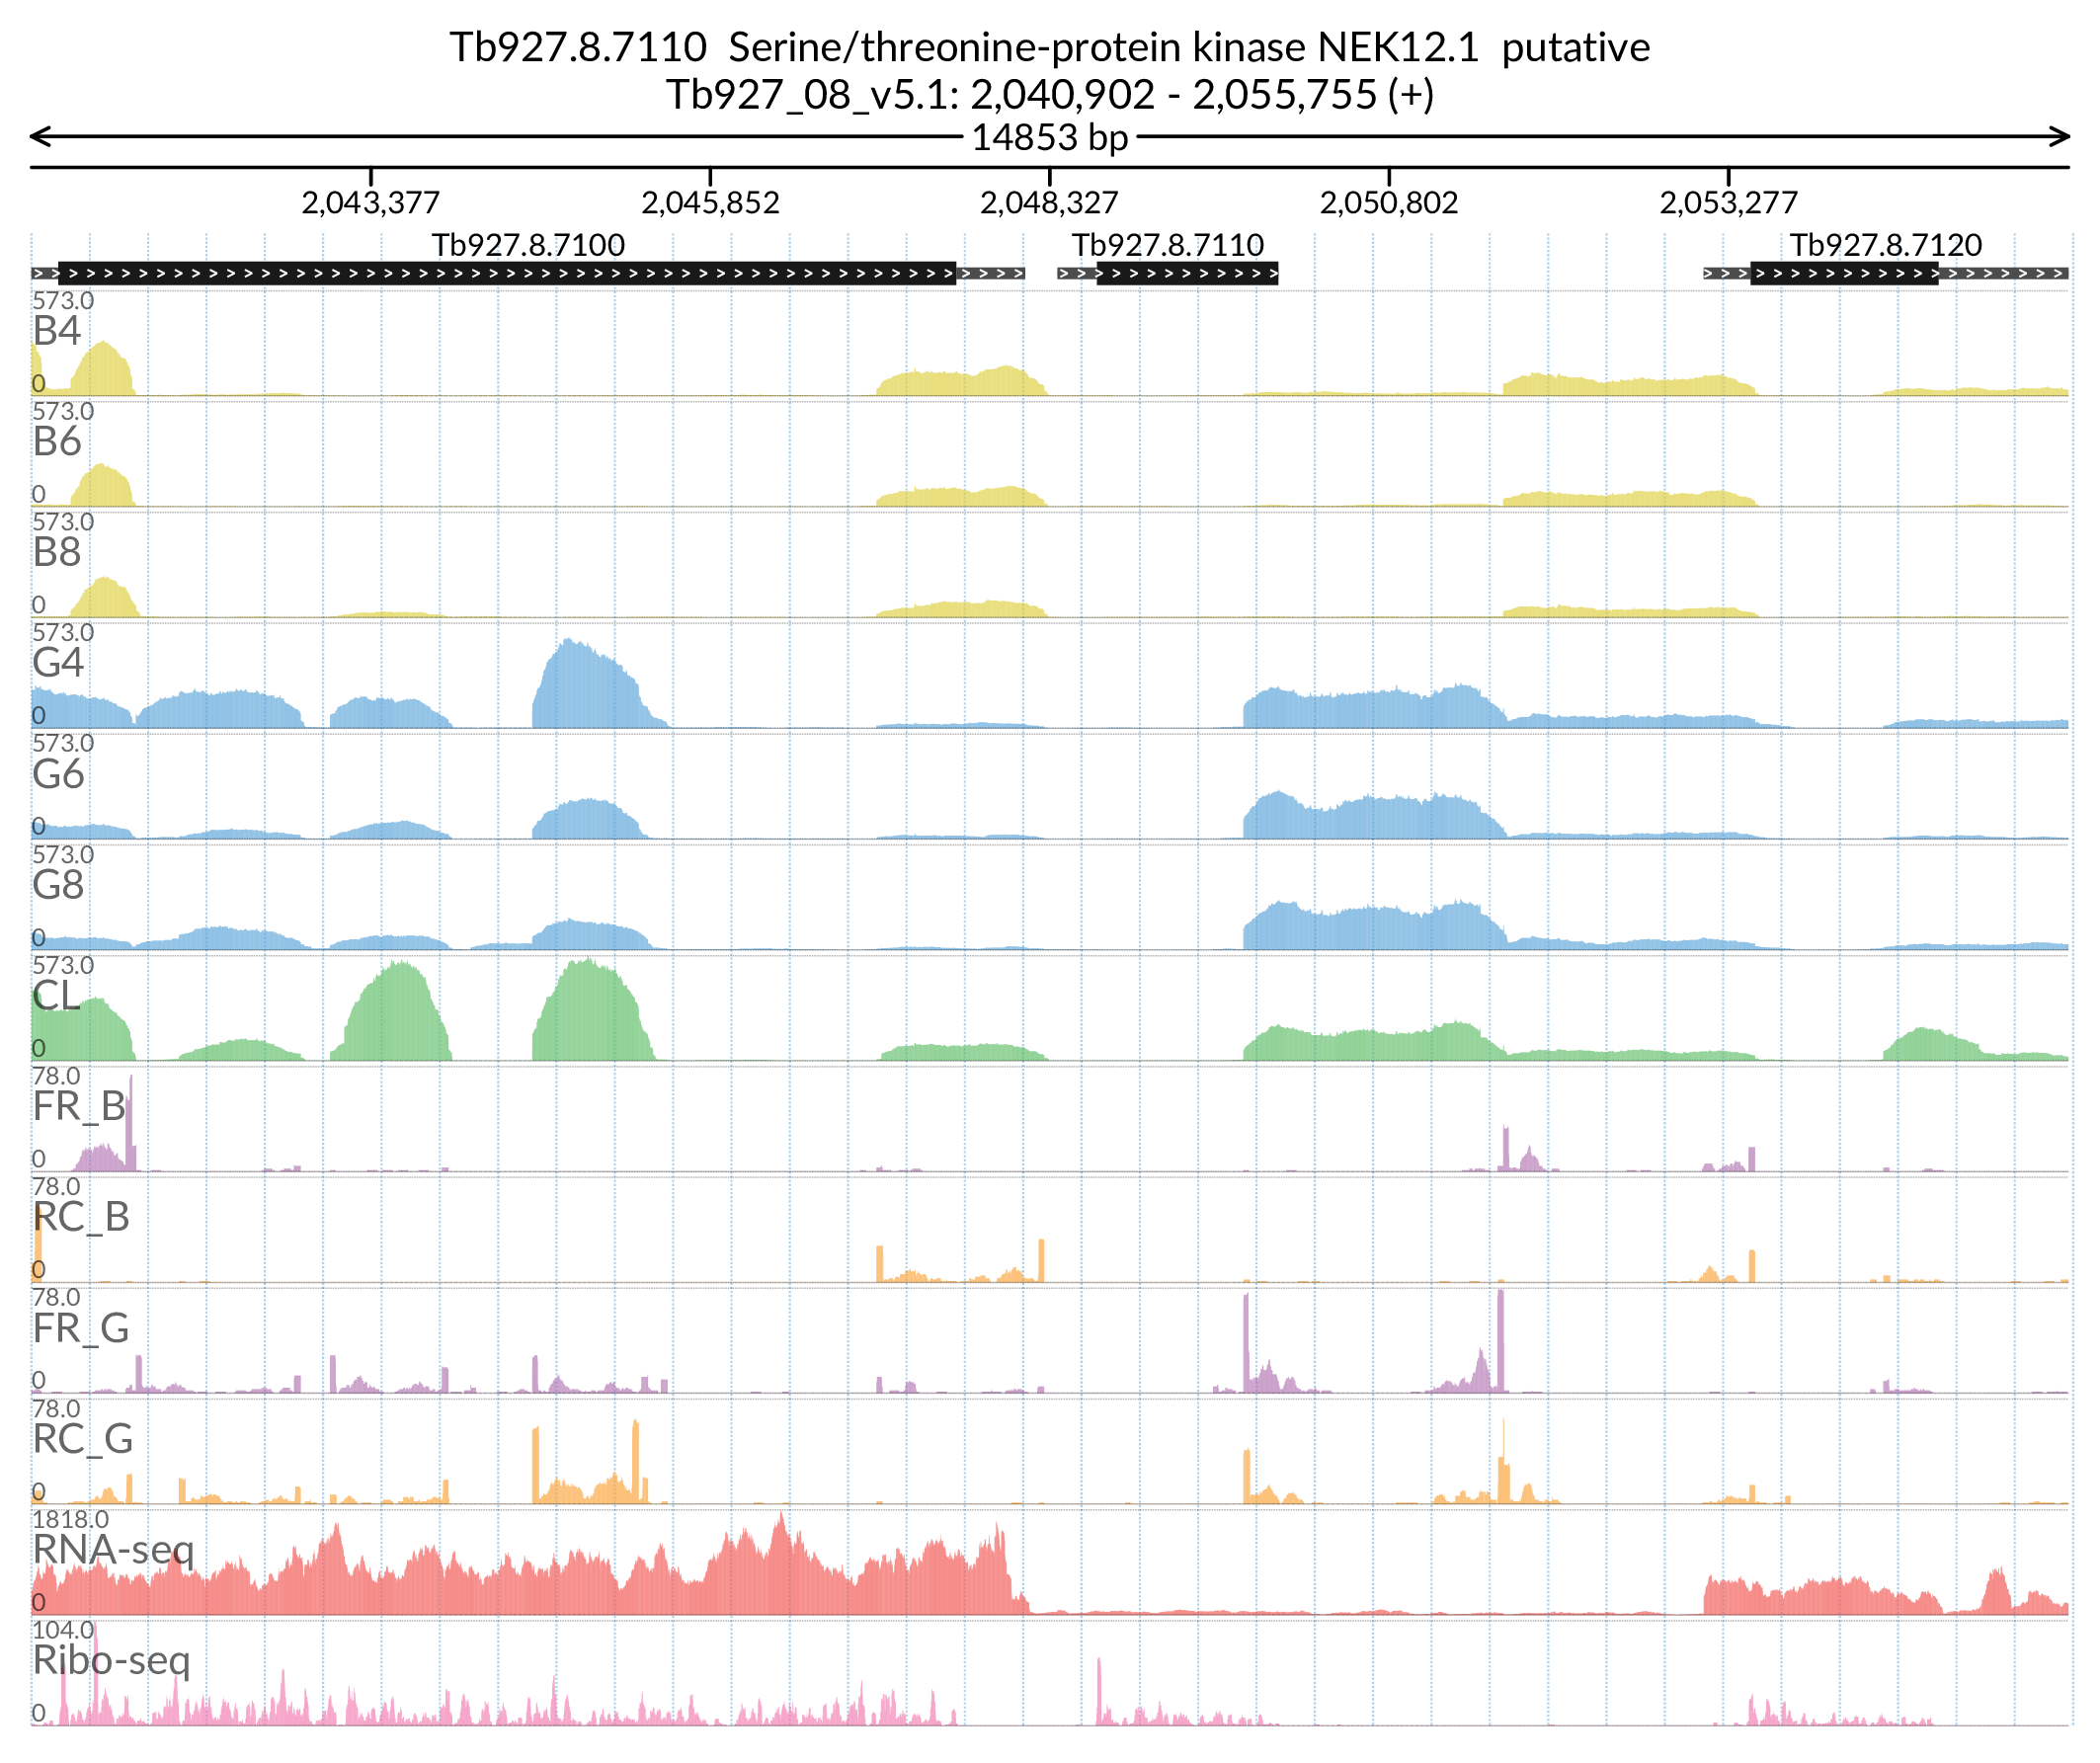 Tb927.8.7110 Serine/threonine-protein kinase NEK12.1 putative
Tb927_08_v5.1: 2,040,902 - 2,055,755 (+)
14853 bp
2,043,377 2,045,852 2,048,327 2,050,802 2,053,277
Tb927.8.7100 Tb927.8.7110 Tb927.8.7120
573.0
B4
0
573.0
B6
0
573.0
B8
0
573.0
G4
0
573.0
G6
0
573.0
G8
0
573.0
CL
0
78.0
FR_B
0
78.0
RC_B
0
78.0
FR_G
0
78.0
RC_G
0
1818.0
RNA-seq
0
104.0
Ribo-seq
0